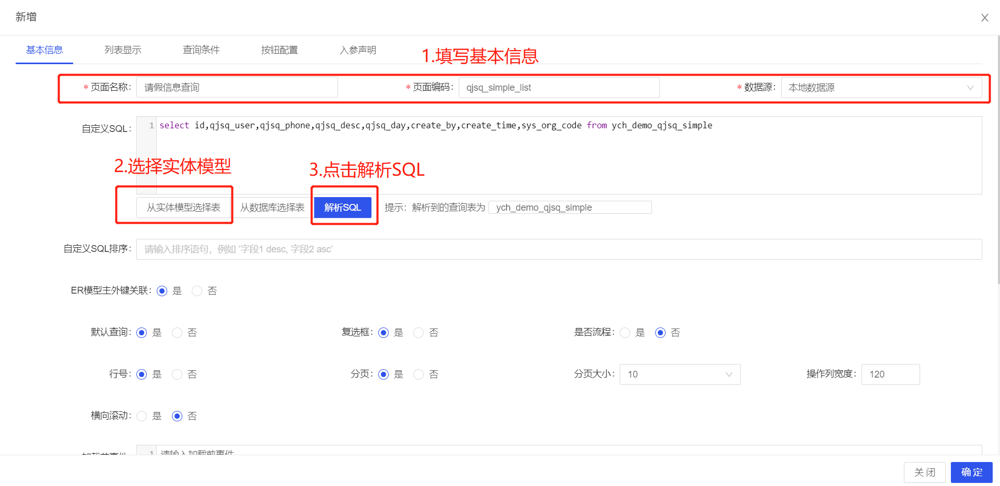 新增
基本信息 列表显示 查询条件 按钮配置 入参声明
1.填写基本信息
* 页面名称: 请假信息查询 * 页面编码: qjsq_simple_list * 数据源: 本地数据源
自定义SQL: 1 select id,qjsq_user,qjsq_phone,qjsq_desc,qjsq_day,create_by,create_time,sys_org_code from ych_demo_qjsq_simple
2.选择实体模型 3.点击解析SQL
从实体模型选择表 从数据库选择表 解析SQL 提示: 解析到的查询表为 ych_demo_qjsq_simple
自定义SQL排序: 请输入排序语句，例如 '字段1 desc, 字段2 asc'
ER模型主外键关联: 是 否
默认查询: 是 否 复选框: 是 否 是否流程: 是 否
行号: 是 否 分页: 是 否 分页大小: 10 操作列宽度: 120
横向滚动: 是 否
加载前事件 1 请输入加载前事件
关闭 确定